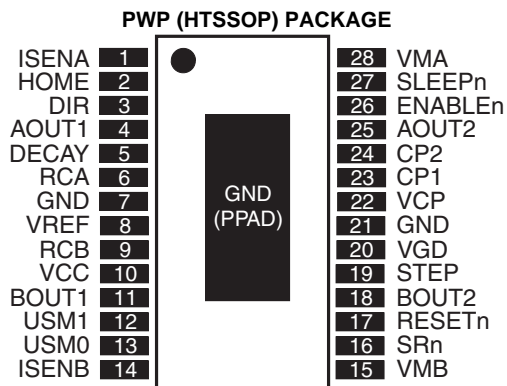 PWP (HTSSOP) PACKAGE
ISENA 1 28 VMA
HOME 2 27 SLEEPn
DIR 3 26 ENABLEn
AOUT1 4 25 AOUT2
DECAY 5 24 CP2
RCA 6 23 CP1
GND 7 22 VCP
VREF 8 21 GND
RCB 9 20 VGD
VCC 10 19 STEP
BOUT1 11 18 BOUT2
USM1 12 17 RESETn
USM0 13 16 SRn
ISENB 14 15 VMB
GND
(PPAD)